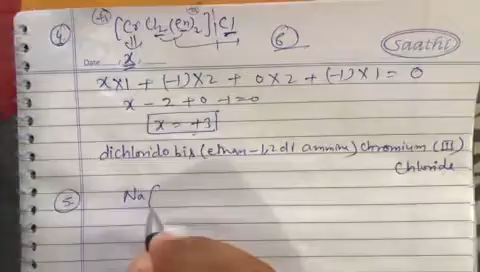 4 [Cr Cl2(en)2] Cl 6 Saathi
Date x
x×1 + (-1)×2 + 0×2 + (-1)×1 = 0
x - 2 + 0 -1=0
x = +3
dichlorido bis (ethan-1,2 di ammine) chromium (III)
chloride
5 Na[